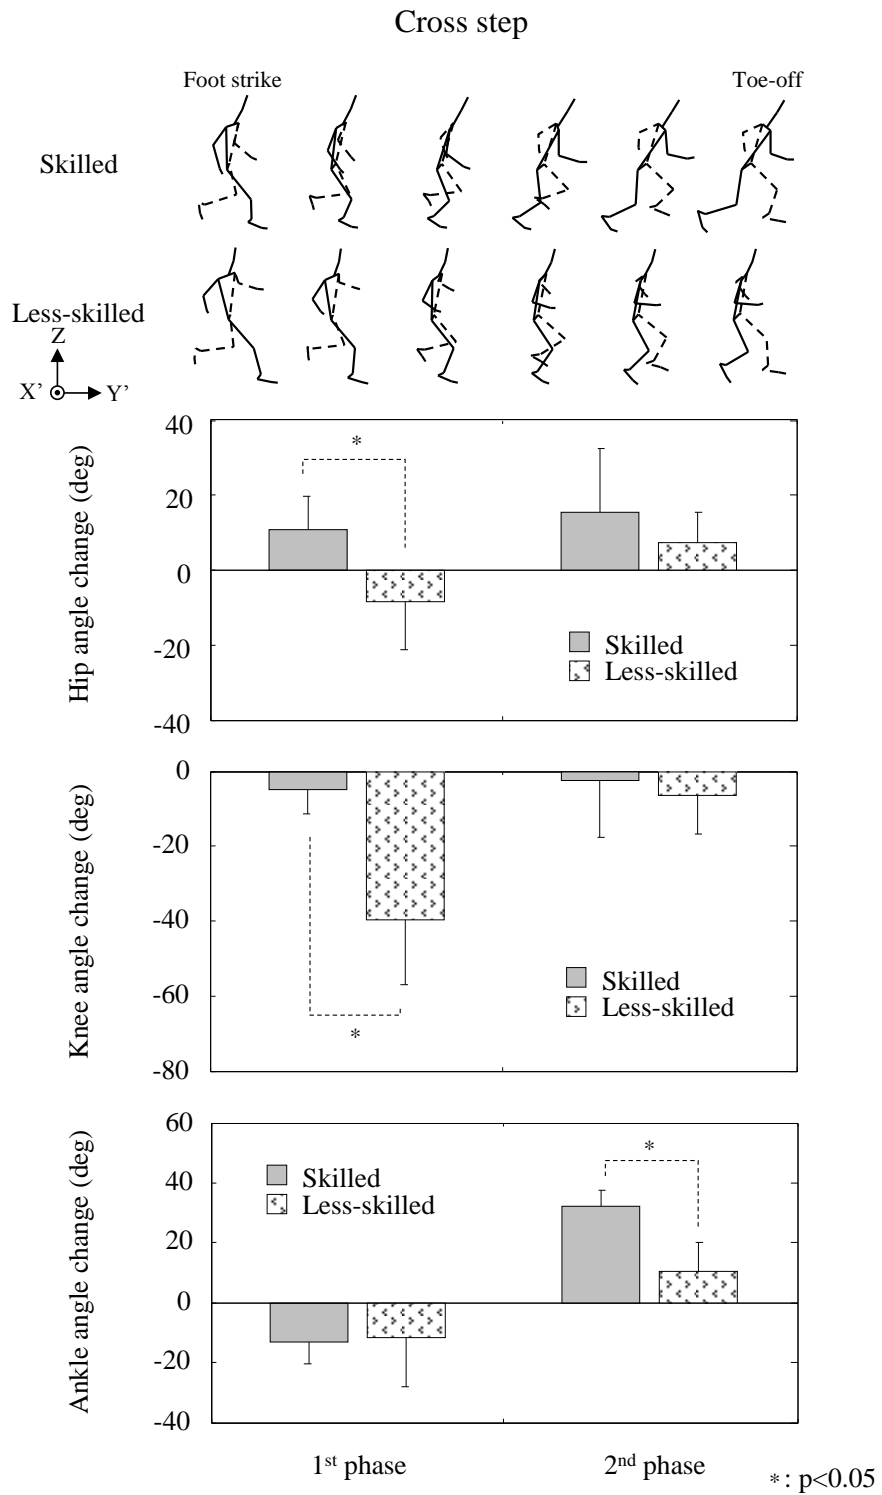 Cross step
Foot strike
Toe-off
Skilled
Less-skilled
Z
X’
Y’
Hip angle change (deg)
40
20
0
-20
-40
*
Skilled
Less-skilled
Knee angle change (deg)
0
-20
-40
-60
-80
*
Skilled
Less-skilled
Ankle angle change (deg)
60
40
20
0
-20
-40
*
Skilled
Less-skilled
1st phase
2nd phase
*: p<0.05